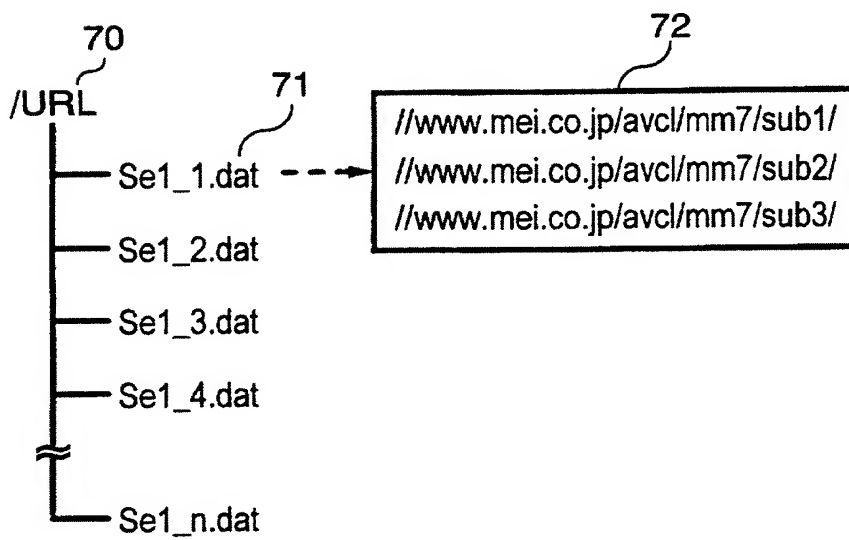 70
/URL
71
72
Se1_1.dat
//www.mei.co.jp/avcl/mm7/sub1/
//www.mei.co.jp/avcl/mm7/sub2/
//www.mei.co.jp/avcl/mm7/sub3/
Se1_2.dat
Se1_3.dat
Se1_4.dat
Se1_n.dat